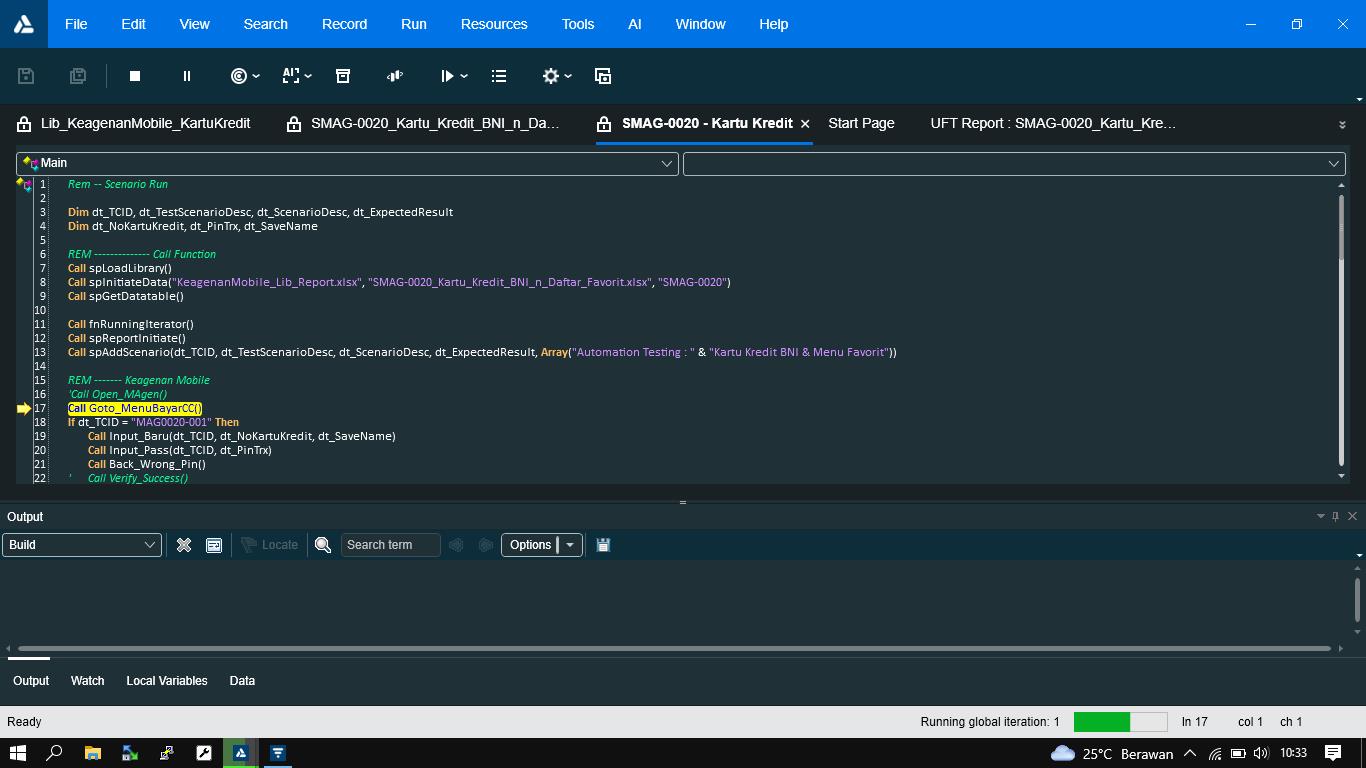 File Edit View Search Record Run Resources Tools AI Window Help
AI
Lib_KeagenanMobile_KartuKredit SMAG-0020_Kartu_Kredit_BNI_n_Da... SMAG-0020 - Kartu Kredit Start Page UFT Report : SMAG-0020_Kartu_Kre...
Main
1 Rem -- Scenario Run
2
3 Dim dt_TCID, dt_TestScenarioDesc, dt_ScenarioDesc, dt_ExpectedResult
4 Dim dt_NoKartuKredit, dt_PinTrx, dt_SaveName
5
6 REM -------------- Call Function
7 Call spLoadLibrary()
8 Call spInitiateData("KeagenanMobile_Lib_Report.xlsx", "SMAG-0020_Kartu_Kredit_BNI_n_Daftar_Favorit.xlsx", "SMAG-0020")
9 Call spGetDatatable()
10
11 Call fnRunningIterator()
12 Call spReportInitiate()
13 Call spAddScenario(dt_TCID, dt_TestScenarioDesc, dt_ScenarioDesc, dt_ExpectedResult, Array("Automation Testing : " & "Kartu Kredit BNI & Menu Favorit"))
14
15 REM ------- Keagenan Mobile
16 'Call Open_MAgen()
17 Call Goto_MenuBayarCC()
18 If dt_TCID = "MAG0020-001" Then
19 Call Input_Baru(dt_TCID, dt_NoKartuKredit, dt_SaveName)
20 Call Input_Pass(dt_TCID, dt_PinTrx)
21 Call Back_Wrong_Pin()
22 ' Call Verify_Success()
Output
Build Locate Search term Options
Output Watch Local Variables Data
Ready Running global iteration: 1 ln 17 col 1 ch 1
25°C Berawan 10:33